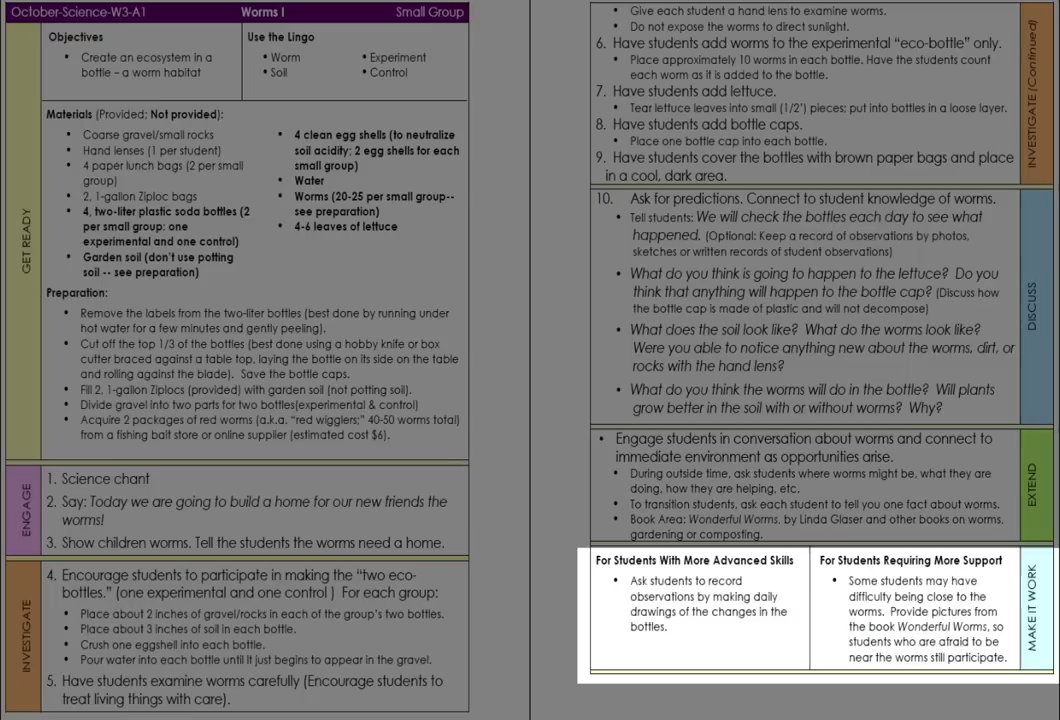 October-Science-W3-A1 Worms I Small Group
GET READY
Objectives
• Create an ecosystem in a
bottle – a worm habitat
Use the Lingo
• Worm • Experiment
• Soil • Control
Materials (Provided; Not provided):
• Coarse gravel/small rocks
• Hand lenses (1 per student)
• 4 paper lunch bags (2 per small
group)
• 2, 1-gallon Ziploc bags
• 4, two-liter plastic soda bottles (2
per small group: one
experimental and one control)
• Garden soil (don't use potting
soil -- see preparation)
• 4 clean egg shells (to neutralize
soil acidity; 2 egg shells for each
small group)
• Water
• Worms (20-25 per small group--
see preparation)
• 4-6 leaves of lettuce
Preparation:
• Remove the labels from the two-liter bottles (best done by running under
hot water for a few minutes and gently peeling).
• Cut off the top 1/3 of the bottles (best done using a hobby knife or box
cutter braced against a table top, laying the bottle on its side on the table
and rolling against the blade). Save the bottle caps.
• Fill 2, 1-gallon Ziplocs (provided) with garden soil (not potting soil).
• Divide gravel into two parts for two bottles(experimental & control)
• Acquire 2 packages of red worms (a.k.a. "red wigglers;" 40-50 worms total)
from a fishing bait store or online supplier (estimated cost $6).
ENGAGE
1. Science chant
2. Say: Today we are going to build a home for our new friends the
worms!
3. Show children worms. Tell the students the worms need a home.
INVESTIGATE
4. Encourage students to participate in making the "two eco-
bottles." (one experimental and one control ) For each group:
• Place about 2 inches of gravel/rocks in each of the group's two bottles.
• Place about 3 inches of soil in each bottle.
• Crush one eggshell into each bottle.
• Pour water into each bottle until it just begins to appear in the gravel.
5. Have students examine worms carefully (Encourage students to
treat living things with care).
INVESTIGATE (Continued)
• Give each student a hand lens to examine worms.
• Do not expose the worms to direct sunlight.
6. Have students add worms to the experimental "eco-bottle" only.
• Place approximately 10 worms in each bottle. Have the students count
each worm as it is added to the bottle.
7. Have students add lettuce.
• Tear lettuce leaves into small (1/2') pieces; put into bottles in a loose layer.
8. Have students add bottle caps.
• Place one bottle cap into each bottle.
9. Have students cover the bottles with brown paper bags and place
in a cool, dark area.
DISCUSS
10. Ask for predictions. Connect to student knowledge of worms.
• Tell students: We will check the bottles each day to see what
happened. (Optional: Keep a record of observations by photos,
sketches or written records of student observations)
• What do you think is going to happen to the lettuce? Do you
think that anything will happen to the bottle cap? (Discuss how
the bottle cap is made of plastic and will not decompose)
• What does the soil look like? What do the worms look like?
Were you able to notice anything new about the worms, dirt, or
rocks with the hand lens?
• What do you think the worms will do in the bottle? Will plants
grow better in the soil with or without worms? Why?
EXTEND
• Engage students in conversation about worms and connect to
immediate environment as opportunities arise.
• During outside time, ask students where worms might be, what they are
doing, how they are helping, etc.
• To transition students, ask each student to tell you one fact about worms.
• Book Area: Wonderful Worms, by Linda Glaser and other books on worms,
gardening or composting.
MAKE IT WORK
For Students With More Advanced Skills
• Ask students to record
observations by making daily
drawings of the changes in the
bottles.
For Students Requiring More Support
• Some students may have
difficulty being close to the
worms. Provide pictures from
the book Wonderful Worms, so
students who are afraid to be
near the worms still participate.